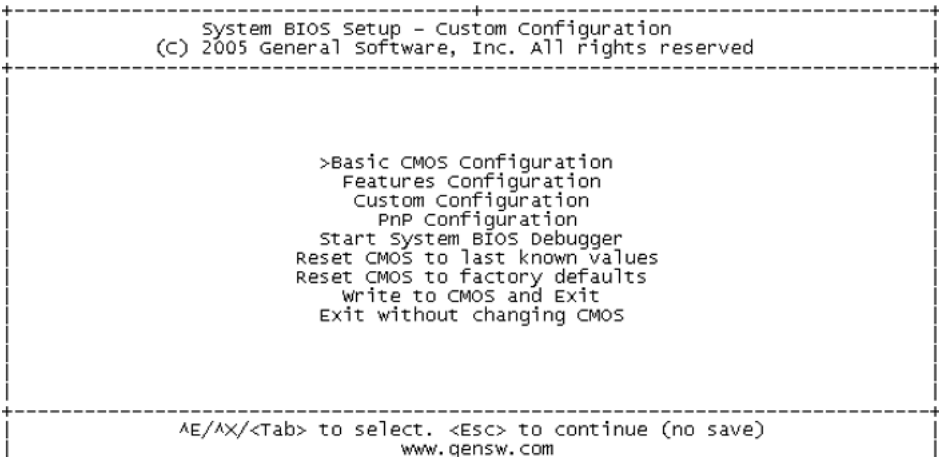 System BIOS Setup - Custom Configuration
(C) 2005 General Software, Inc. All rights reserved
>Basic CMOS Configuration
Features Configuration
Custom Configuration
PnP Configuration
Start System BIOS Debugger
Reset CMOS to last known values
Reset CMOS to factory defaults
Write to CMOS and Exit
Exit without changing CMOS
^E/^X/<Tab> to select. <Esc> to continue (no save)
www.gensw.com